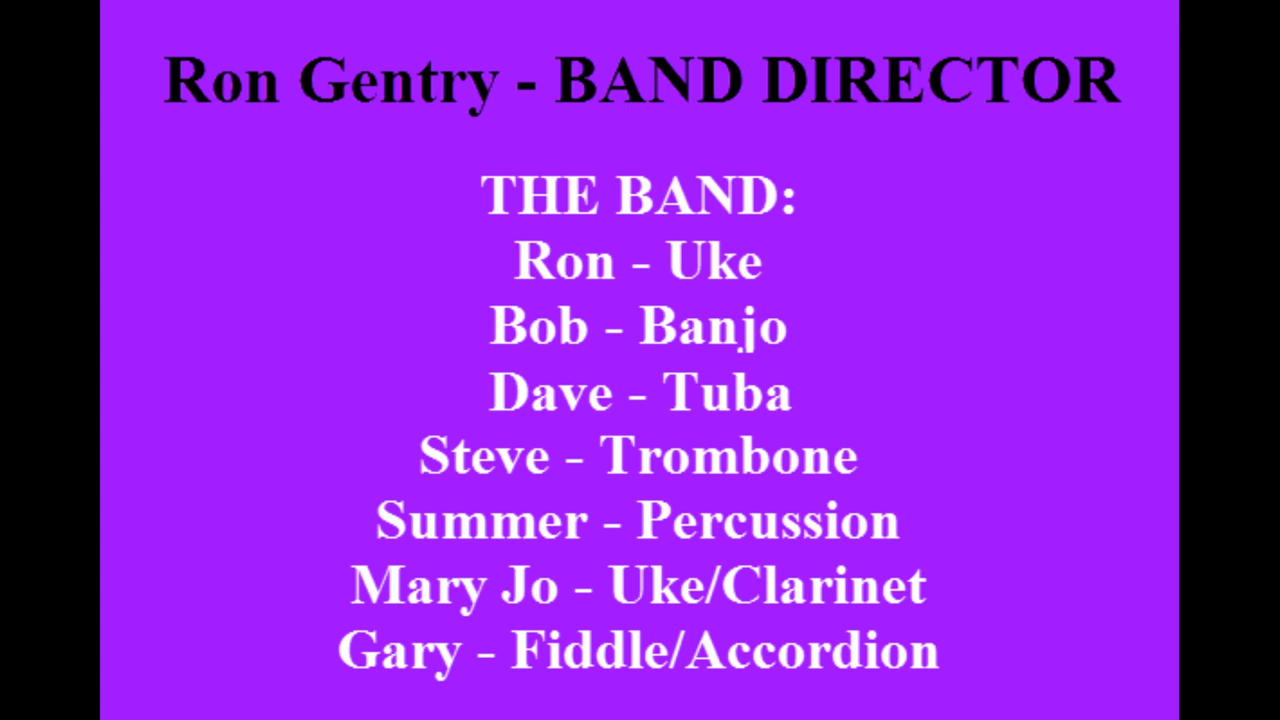 Ron Gentry - BAND DIRECTOR
THE BAND:
Ron - Uke
Bob - Banjo
Dave - Tuba
Steve - Trombone
Summer - Percussion
Mary Jo - Uke/Clarinet
Gary - Fiddle/Accordion